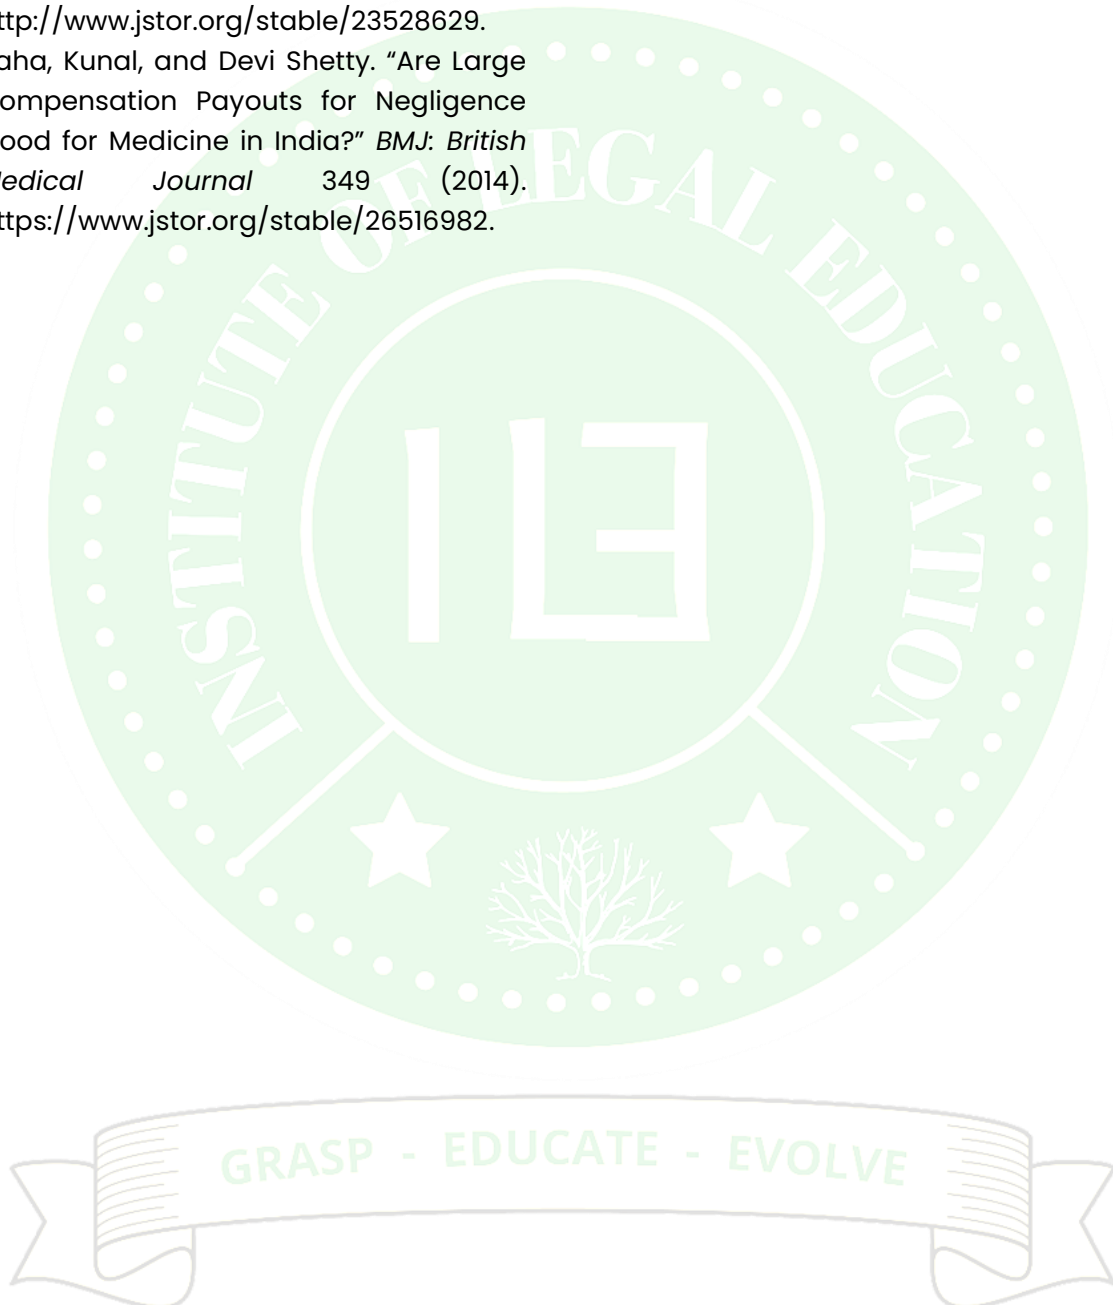 ttp://www.jstor.org/stable/23528629.
aha, Kunal, and Devi Shetty. “Are Large
ompensation Payouts for Negligence
ood for Medicine in India?” BMJ: British
edical Journal 349 (2014).
ttps://www.jstor.org/stable/26516982.
INSTITUTE OF LEGAL EDUCATION
ILE
GRASP - EDUCATE - EVOLVE